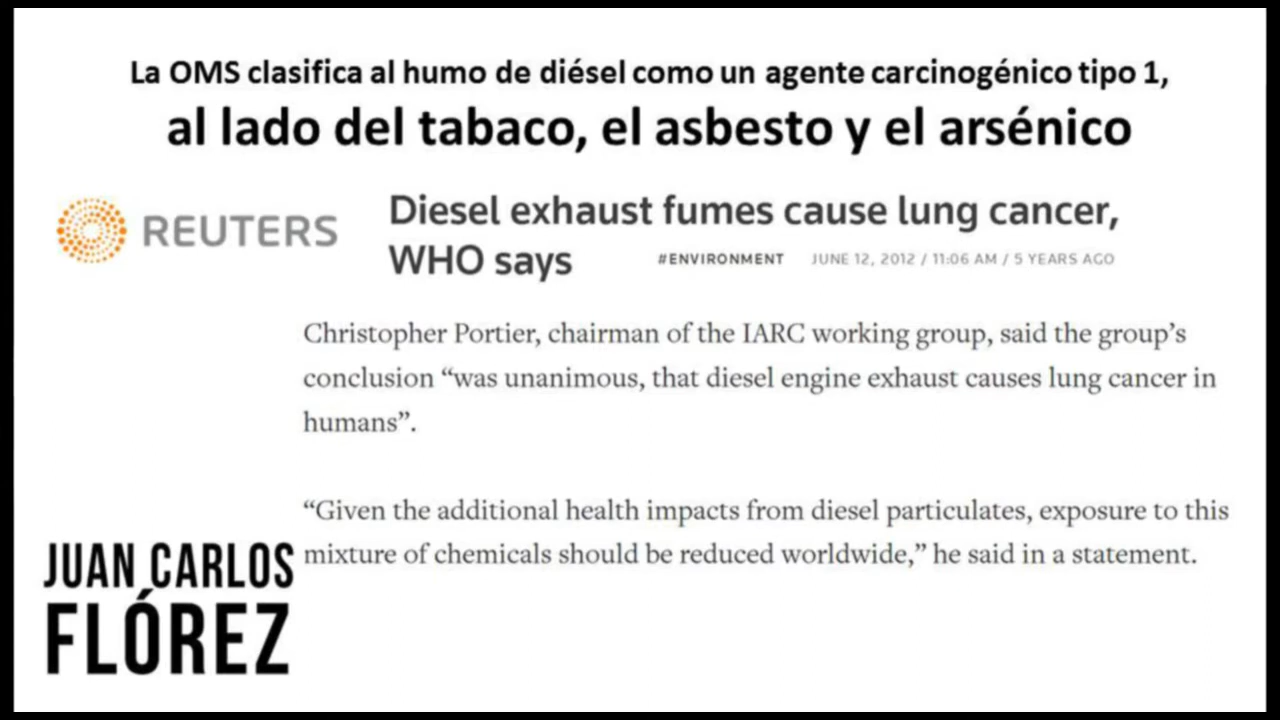 La OMS clasifica al humo de diésel como un agente carcinogénico tipo 1,
al lado del tabaco, el asbesto y el arsénico
REUTERS
Diesel exhaust fumes cause lung cancer,
WHO says
#ENVIRONMENT JUNE 12, 2012 / 11:06 AM / 5 YEARS AGO
Christopher Portier, chairman of the IARC working group, said the group’s
conclusion “was unanimous, that diesel engine exhaust causes lung cancer in
humans”.
“Given the additional health impacts from diesel particulates, exposure to this
mixture of chemicals should be reduced worldwide,” he said in a statement.
JUAN CARLOS
FLÓREZ